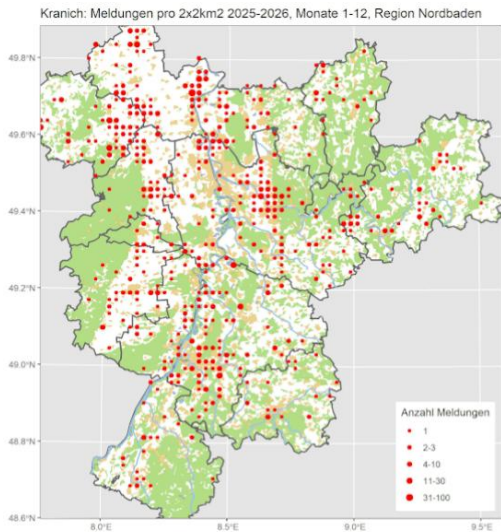 Kranich: Meldungen pro 2x2km2 2025-2026, Monate 1-12, Region Nordbaden
49.8°N
49.6°N
49.4°N
49.2°N
49.0°N
48.8°N
48.6°N
8.0°E
8.5°E
9.0°E
9.5°E
Anzahl Meldungen
1
2-3
4-10
11-30
31-100